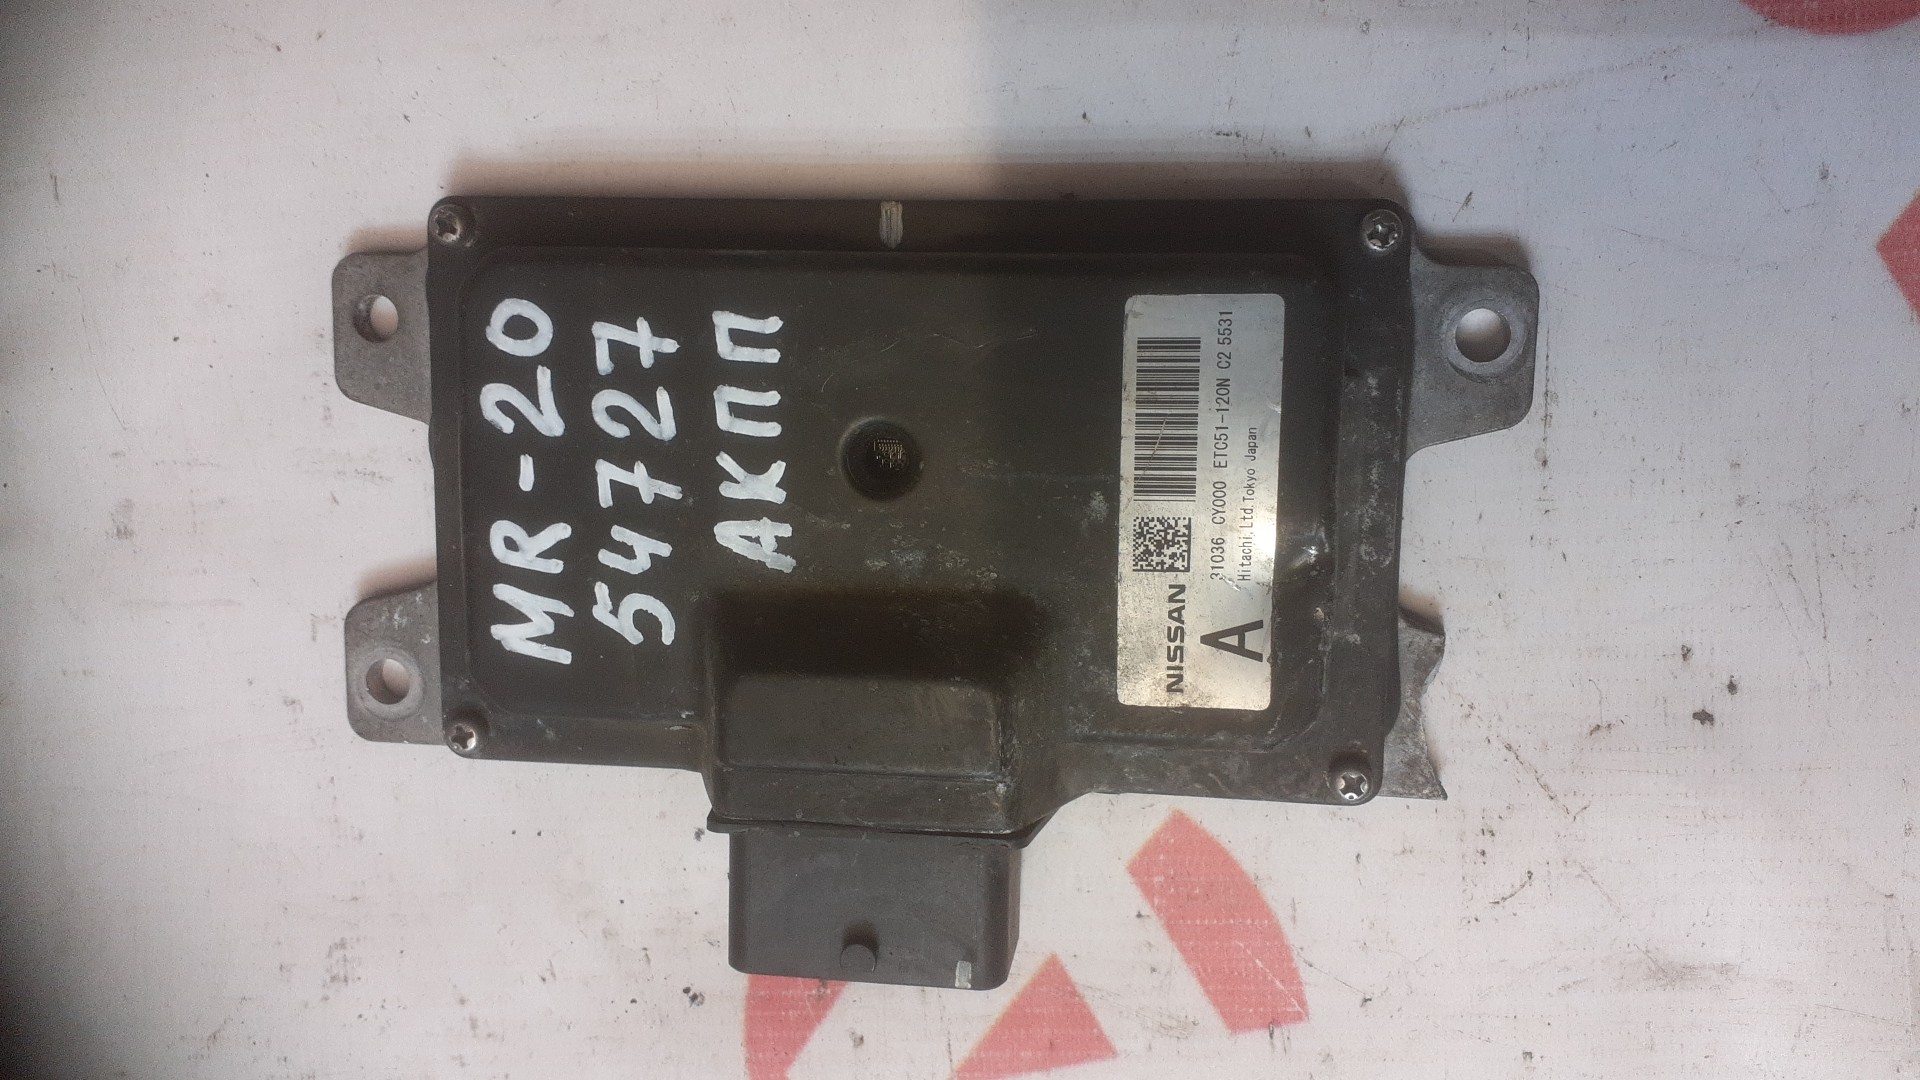 MR-20
54727
АКПП
NISSAN
A
31036 CY000 ETC51-120N C2 5531
Hitachi,Ltd.Tokyo Japan